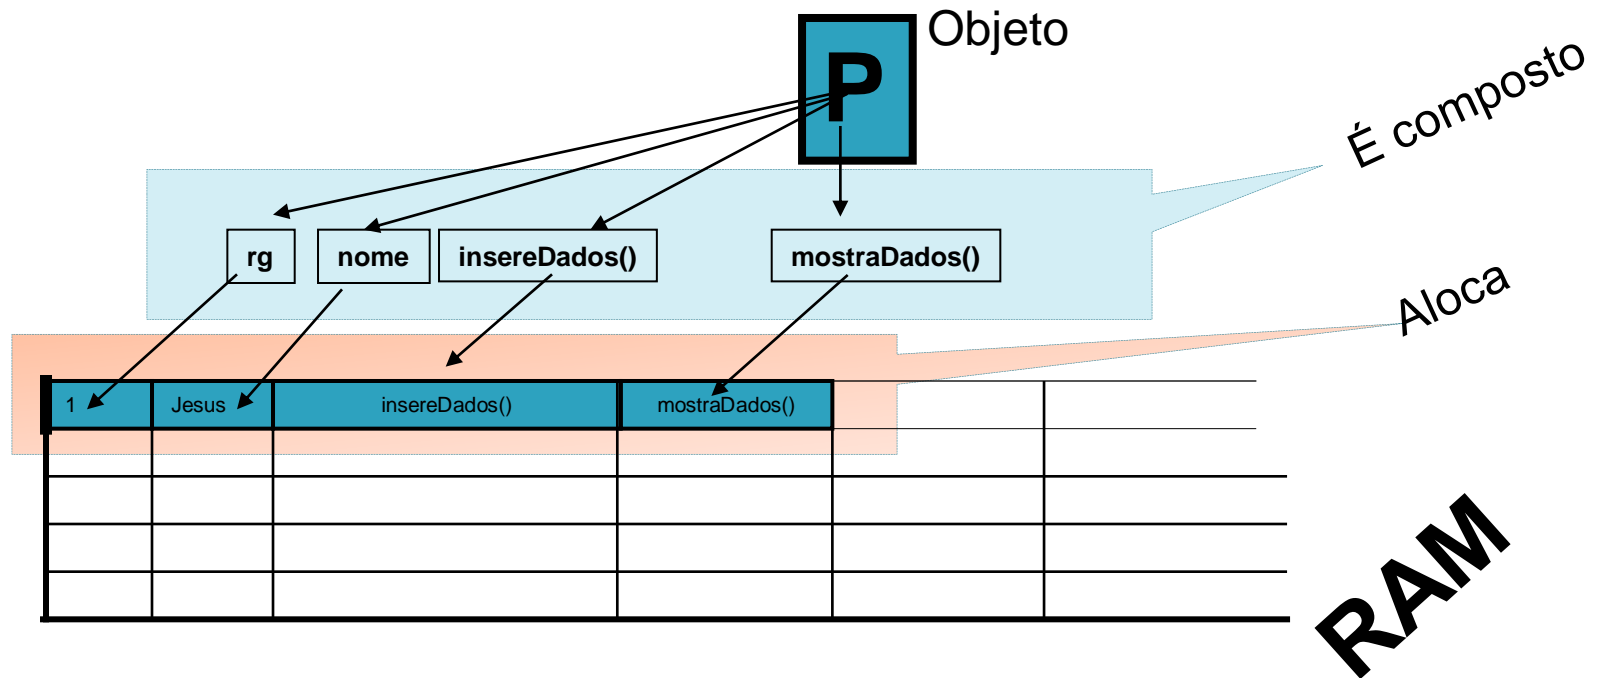 P
Objeto
É composto
rg
nome
insereDados()
mostraDados()
Aloca
1
Jesus
insereDados()
mostraDados()
RAM